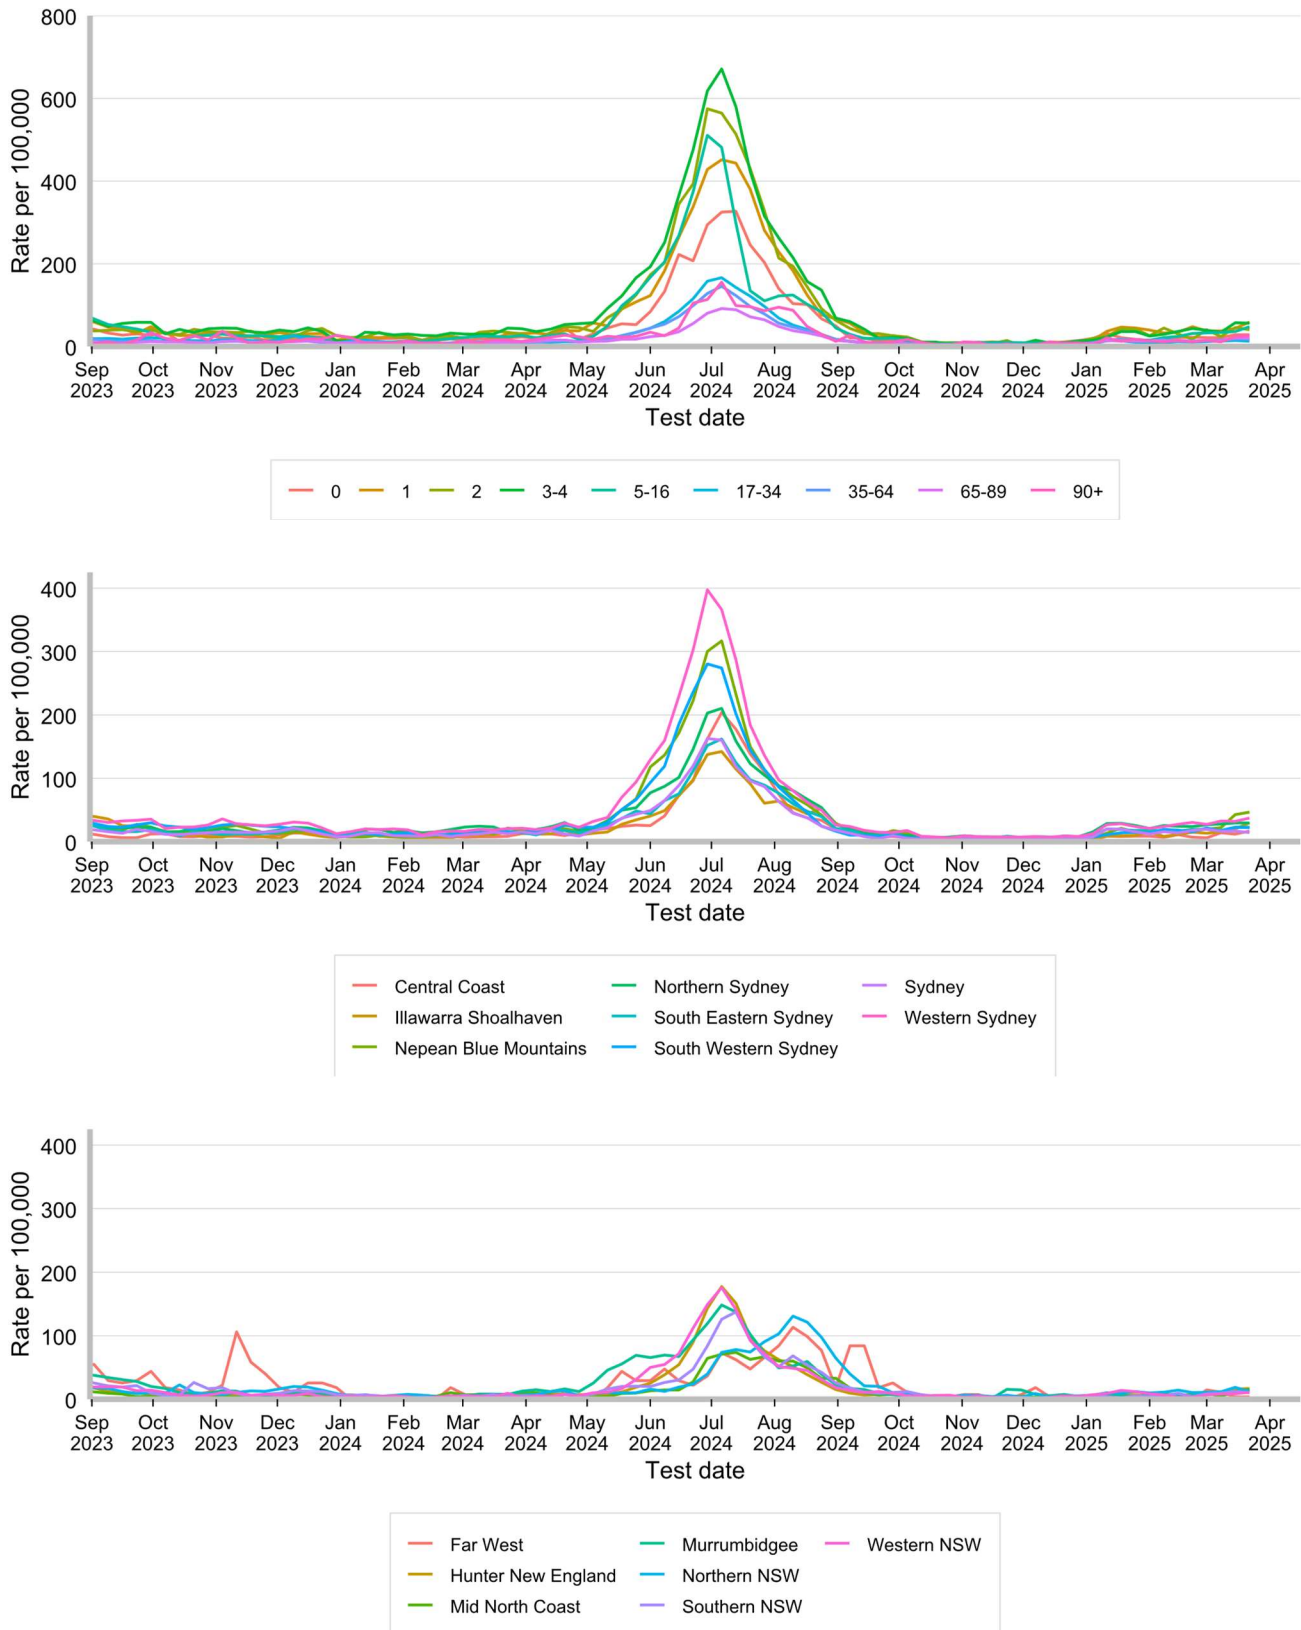 800
600
400
200
0
Rate per 100,000
Sep Oct Nov Dec Jan Feb Mar Apr May Jun Jul Aug Sep Oct Nov Dec Jan Feb Mar Apr
2023 2023 2023 2023 2024 2024 2024 2024 2024 2024 2024 2024 2024 2024 2024 2024 2025 2025 2025 2025
Test date
0 1 2 3-4 5-16 17-34 35-64 65-89 90+
400
300
200
100
0
Rate per 100,000
Sep Oct Nov Dec Jan Feb Mar Apr May Jun Jul Aug Sep Oct Nov Dec Jan Feb Mar Apr
2023 2023 2023 2023 2024 2024 2024 2024 2024 2024 2024 2024 2024 2024 2024 2024 2025 2025 2025 2025
Test date
Central Coast Northern Sydney Sydney
Illawarra Shoalhaven South Eastern Sydney Western Sydney
Nepean Blue Mountains South Western Sydney
400
300
200
100
0
Rate per 100,000
Sep Oct Nov Dec Jan Feb Mar Apr May Jun Jul Aug Sep Oct Nov Dec Jan Feb Mar Apr
2023 2023 2023 2023 2024 2024 2024 2024 2024 2024 2024 2024 2024 2024 2024 2024 2025 2025 2025 2025
Test date
Far West Murrumbidgee Western NSW
Hunter New England Northern NSW
Mid North Coast Southern NSW